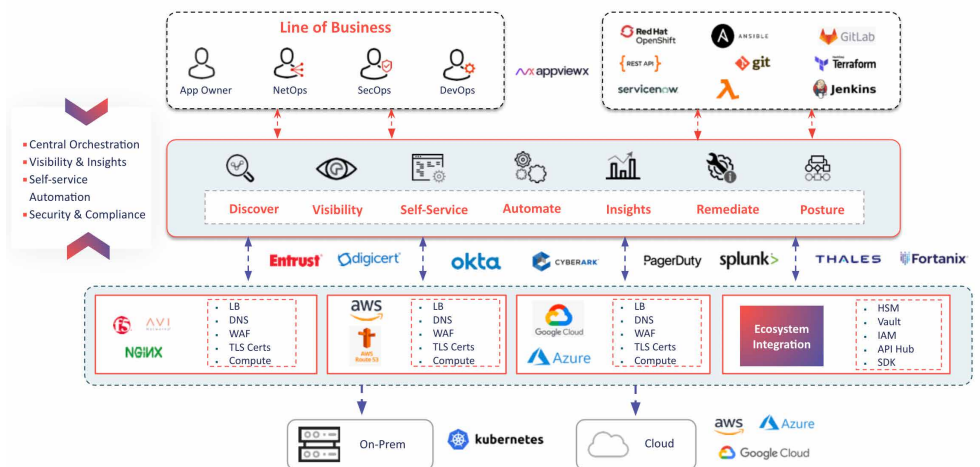 Line of Business
App Owner
NetOps
SecOps
DevOps
appviewx
Red Hat
OpenShift
ANSIBLE
GitLab
{ REST API }
git
Terraform
servicenow
Jenkins
Central Orchestration
Visibility & Insights
Self-service
Automation
Security & Compliance
Discover
Visibility
Self-Service
Automate
Insights
Remediate
Posture
Entrust
digicert
okta
CYBERARK
PagerDuty
splunk>
THALES
Fortanix
f5
AVI
NGINX
LB
DNS
WAF
TLS Certs
Compute
aws
AWS
Route 53
LB
DNS
WAF
TLS Certs
Compute
Google Cloud
Azure
LB
DNS
WAF
TLS Certs
Compute
Ecosystem
Integration
HSM
Vault
IAM
API Hub
SDK
On-Prem
kubernetes
Cloud
aws
Azure
Google Cloud